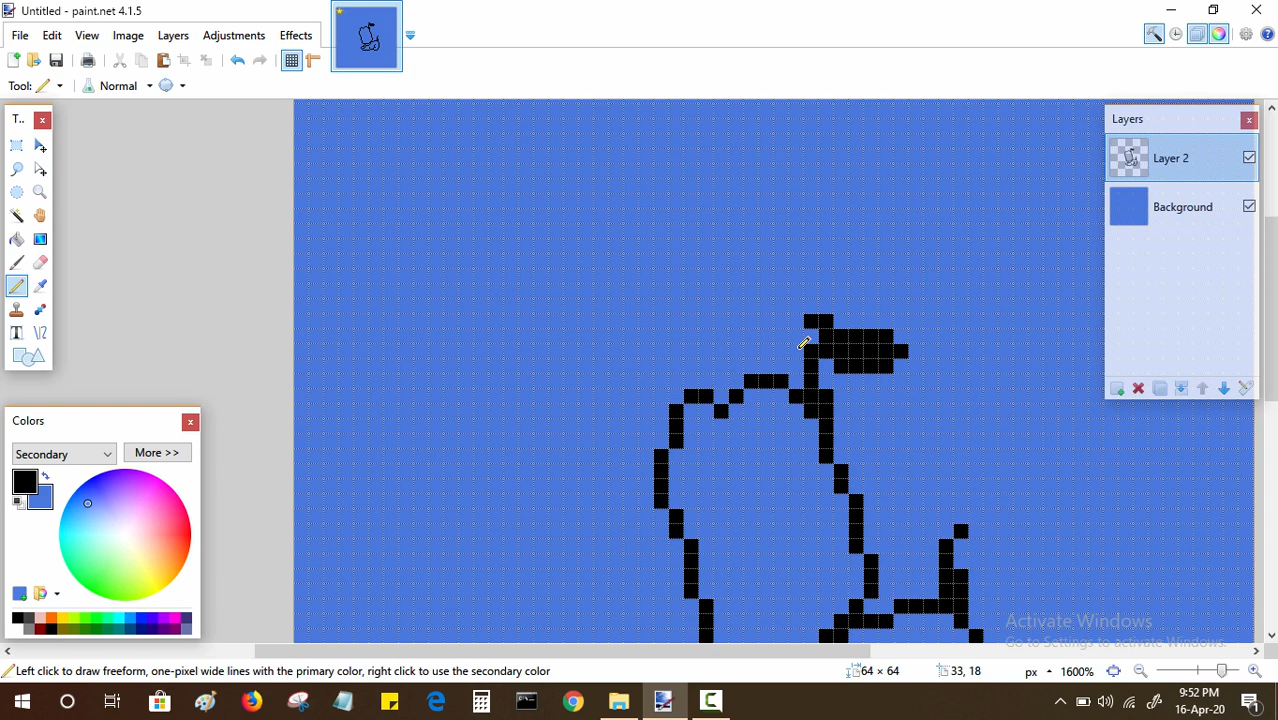 Untitled - paint.net 4.1.5
File Edit View Image Layers Adjustments Effects
Tool: Normal
T..
Layers
Layer 2
Background
Colors
Secondary
More >>
Activate Windows
Go to Settings to activate Windows.
Left click to draw freeform, one-pixel wide lines with the primary color, right click to use the secondary color
64 × 64
33, 18
px
1600%
9:52 PM
16-Apr-20